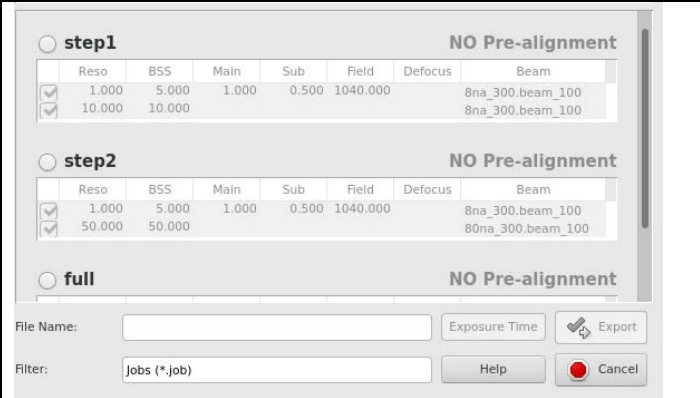 step1 NO Pre-alignment
Reso BSS Main Sub Field Defocus Beam
1.000 5.000 1.000 0.500 1040.000 8na_300.beam_100
10.000 10.000 8na_300.beam_100
step2 NO Pre-alignment
Reso BSS Main Sub Field Defocus Beam
1.000 5.000 1.000 0.500 1040.000 8na_300.beam_100
50.000 50.000 80na_300.beam_100
full NO Pre-alignment
File Name: Exposure Time Export
Filter: Jobs (*.job) Help Cancel